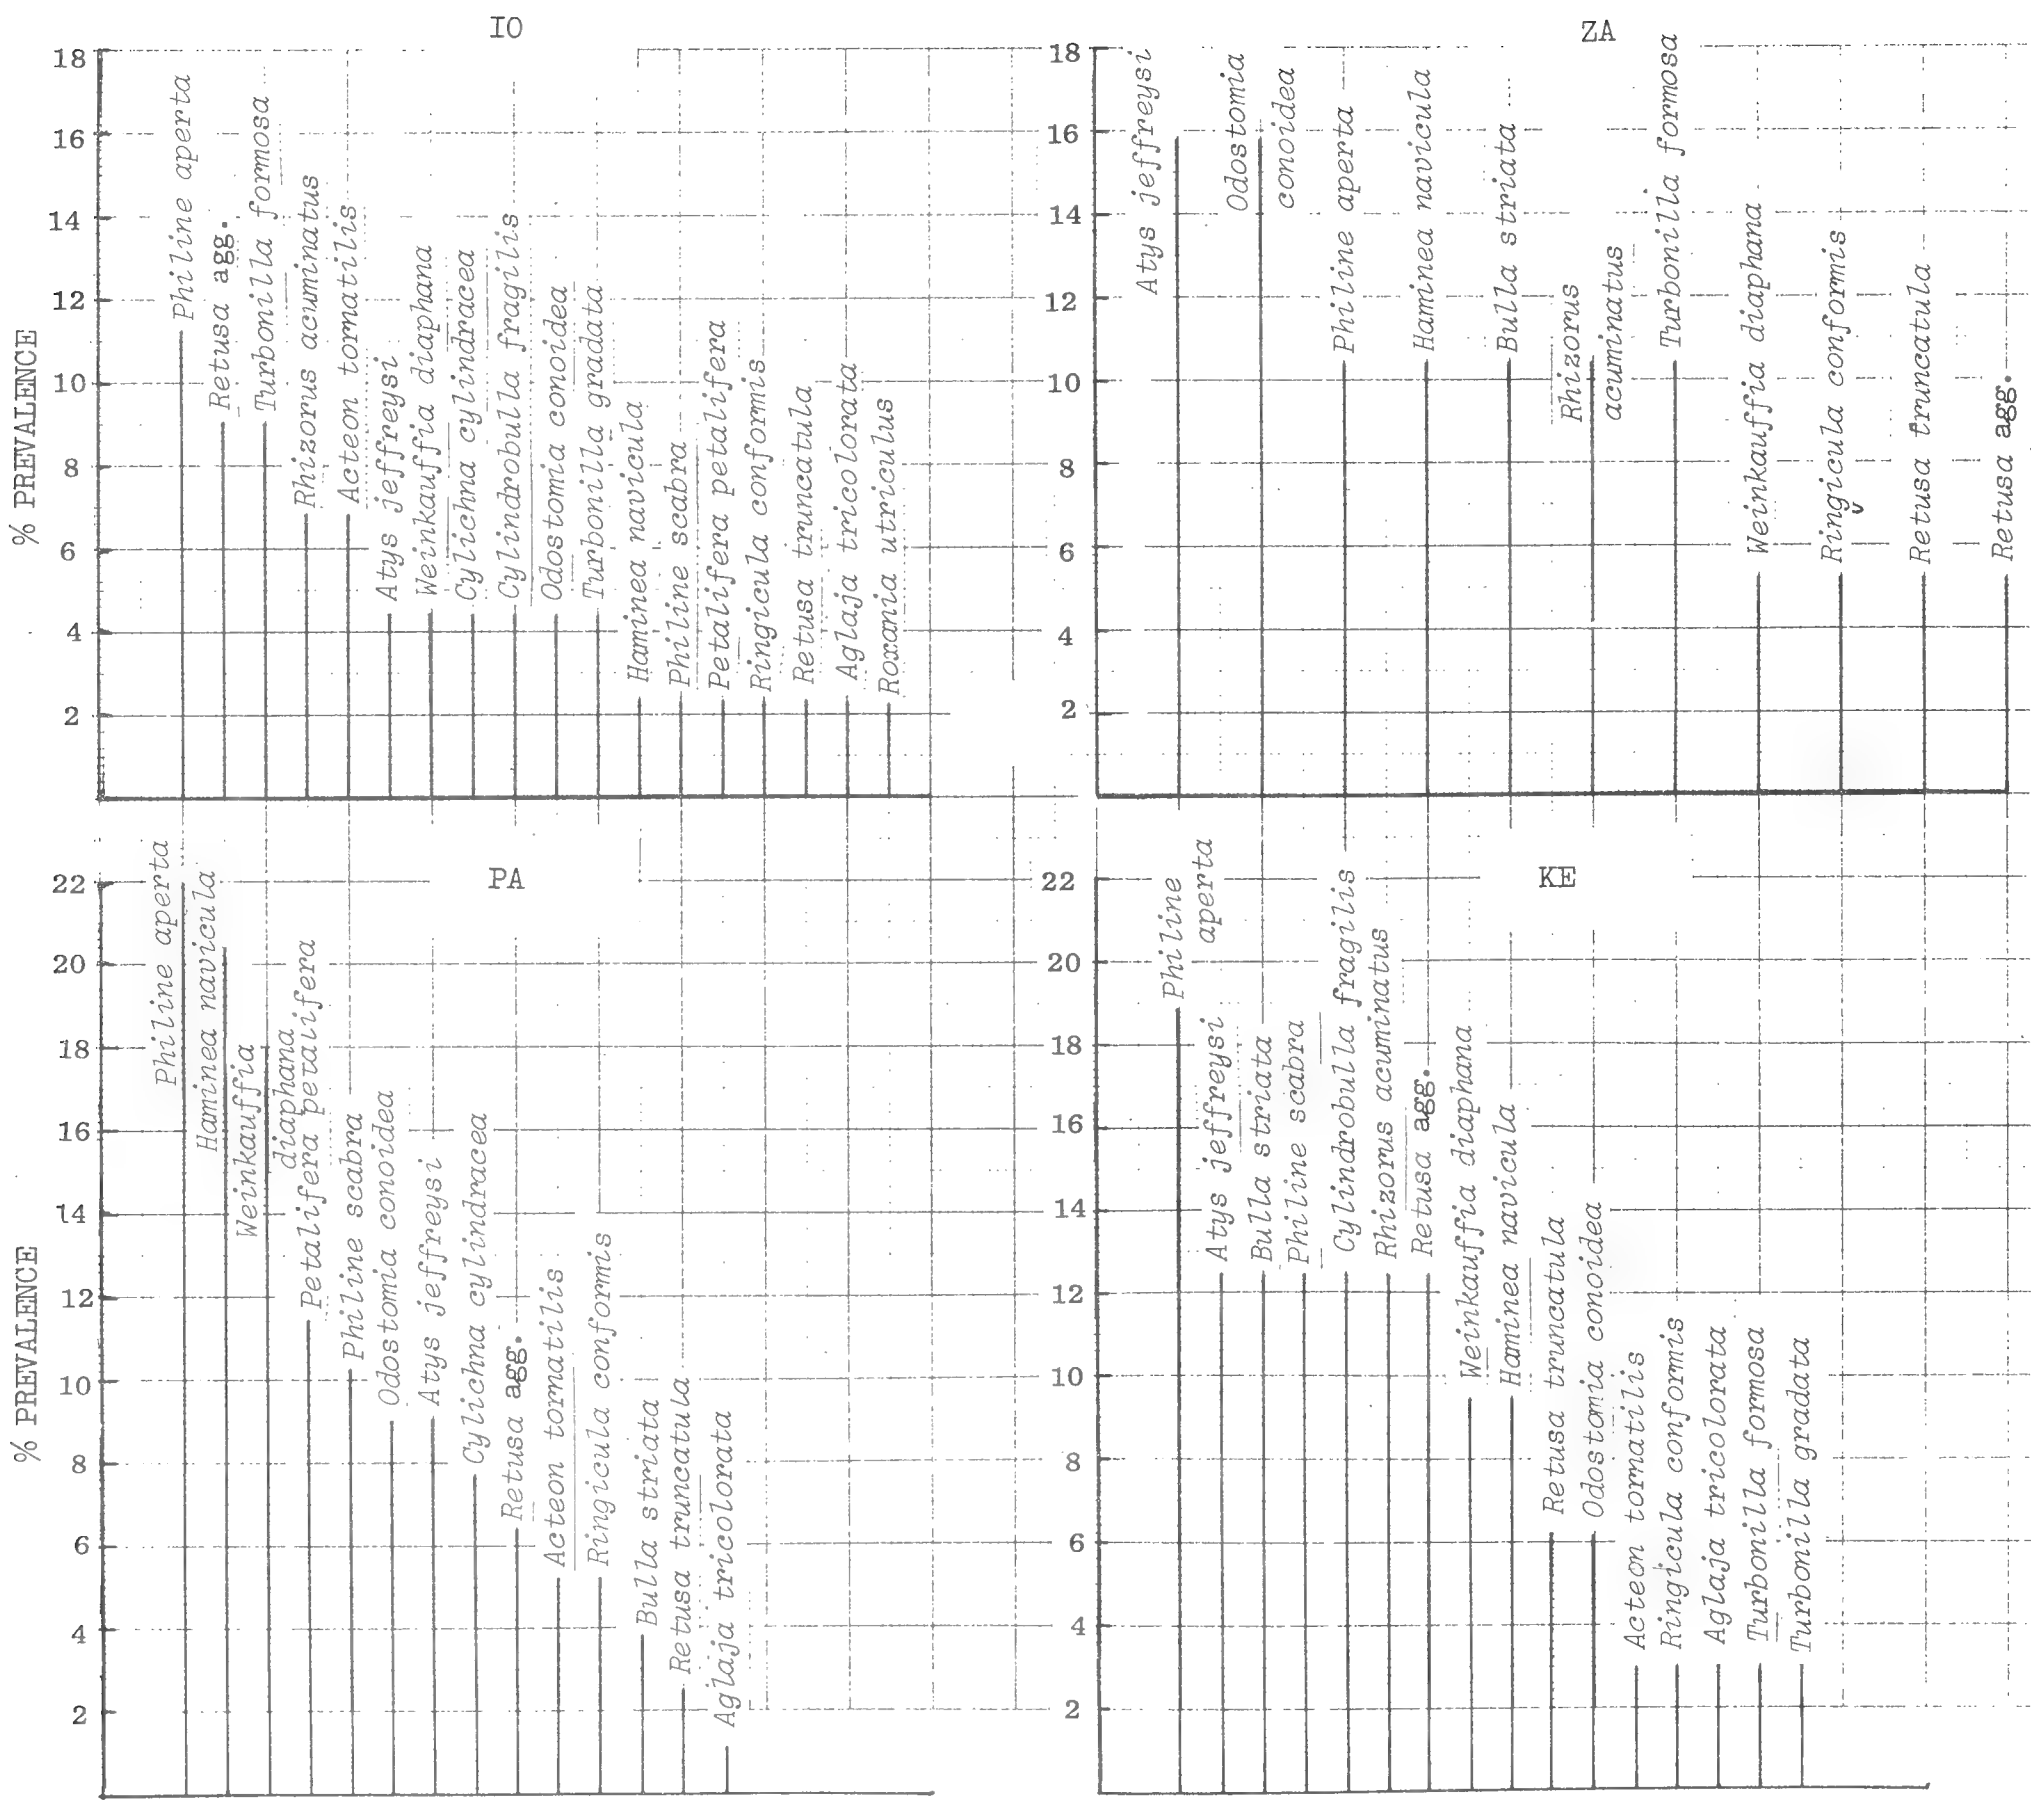 IO
% PREVALENCE
18
16
14
12
10
8
6
4
2
Philine aperta
Retusa agg.
Turbonilla formosa
Rhizorus acuminatus
Acteon tornatilis
Atys jeffreysi
Weinkauffia diaphana
Cylichna cylindracea
Cylindrobulla fragilis
Odostomia conoidea
Turbonilla gradata
Haminea navicula
Philine scabra
Petalifera petalifera
Ringicula conformis
Retusa truncatula
Aglaja tricolorata
Roxania utriculus
ZA
18
16
14
12
10
8
6
4
2
Atys jeffreysi
Odostomia
conoidea
Philine aperta
Haminea navicula
Bulla striata
Rhizorus
acuminatus
Turbonilla formosa
Weinkauffia diaphana
Ringicula conformis
Retusa truncatula
Retusa agg.
PA
% PREVALENCE
22
20
18
16
14
12
10
8
6
4
2
Philine aperta
Haminea navicula
Weinkauffia
diaphana
Petalifera petalifera
Philine scabra
Odostomia conoidea
Atys jeffreysi
Cylichna cylindracea
Retusa agg.
Acteon tornatilis
Ringicula conformis
Bulla striata
Retusa truncatula
Aglaja tricolorata
KE
22
20
18
16
14
12
10
8
6
4
2
Philine
aperta
Atys jeffreysi
Bulla striata
Philine scabra
Cylindrobulla fragilis
Rhizorus acuminatus
Retusa agg.
Weinkauffia diaphana
Haminea navicula
Retusa truncatula
Odostomia conoidea
Acteon tornatilis
Ringicula conformis
Aglaja tricolorata
Turbonilla formosa
Turbonilla gradata